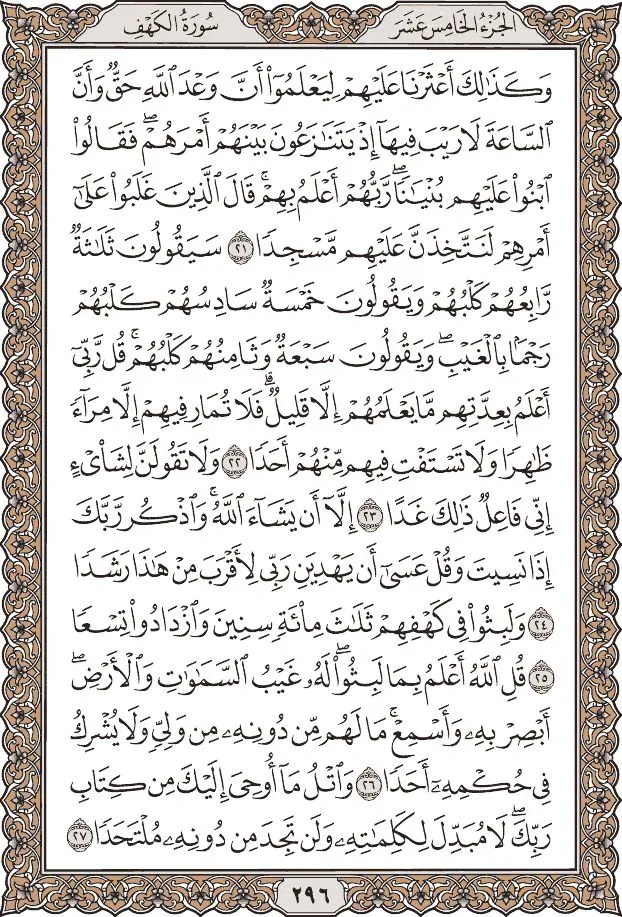 الجُزْءُ الخَامِسَ عَشَرَ
سُورَةُ الكَهْفِ
وَكَذَٰلِكَ أَعْثَرْنَا عَلَيْهِمْ لِيَعْلَمُوٓاْ أَنَّ وَعْدَ ٱللَّهِ حَقٌّ وَأَنَّ
ٱلسَّاعَةَ لَا رَيْبَ فِيهَآ إِذْ يَتَنَٰزَعُونَ بَيْنَهُمْ أَمْرَهُمْۖ فَقَالُواْ
ٱبْنُواْ عَلَيْهِم بُنْيَٰنًاۖ رَّبُّهُمْ أَعْلَمُ بِهِمْۚ قَالَ ٱلَّذِينَ غَلَبُواْ عَلَىٰٓ
أَمْرِهِمْ لَنَتَّخِذَنَّ عَلَيْهِم مَّسْجِدًا ٢١ سَيَقُولُونَ ثَلَٰثَةٌ
رَّابِعُهُمْ كَلْبُهُمْ وَيَقُولُونَ خَمْسَةٌ سَادِسُهُمْ كَلْبُهُمْ
رَجْمًۢا بِٱلْغَيْبِۖ وَيَقُولُونَ سَبْعَةٌ وَثَامِنُهُمْ كَلْبُهُمْۚ قُل رَّبِّيٓ
أَعْلَمُ بِعِدَّتِهِم مَّا يَعْلَمُهُمْ إِلَّا قَلِيلٌۗ فَلَا تُمَارِ فِيهِمْ إِلَّا مِرَآءً
ظَٰهِرًا وَلَا تَسْتَفْتِ فِيهِم مِّنْهُمْ أَحَدًا ٢٢ وَلَا تَقُولَنَّ لِشَاْيْءٍ
إِنِّي فَاعِلٌ ذَٰلِكَ غَدًا ٢٣ إِلَّآ أَن يَشَآءَ ٱللَّهُۚ وَٱذْكُر رَّبَّكَ
إِذَا نَسِيتَ وَقُلْ عَسَىٰٓ أَن يَهْدِيَنِ رَبِّي لِأَقْرَبَ مِنْ هَٰذَا رَشَدًا
٢٤ وَلَبِثُواْ فِي كَهْفِهِمْ ثَلَٰثَ مِاْئَةٍ سِنِينَ وَٱزْدَادُواْ تِسْعًا
٢٥ قُلِ ٱللَّهُ أَعْلَمُ بِمَا لَبِثُواْۖ لَهُۥ غَيْبُ ٱلسَّمَٰوَٰتِ وَٱلْأَرْضِۖ
أَبْصِرْ بِهِۦ وَأَسْمِعْۚ مَا لَهُم مِّن دُونِهِۦ مِن وَلِيٍّ وَلَا يُشْرِكُ
فِي حُكْمِهِۦٓ أَحَدًا ٢٦ وَٱتْلُ مَآ أُوحِيَ إِلَيْكَ مِن كِتَابِ
رَبِّكَۖ لَا مُبَدِّلَ لِكَلِمَٰتِهِۦ وَلَن تَجِدَ مِن دُونِهِۦ مُلْتَحَدًا ٢٧
٢٩٦